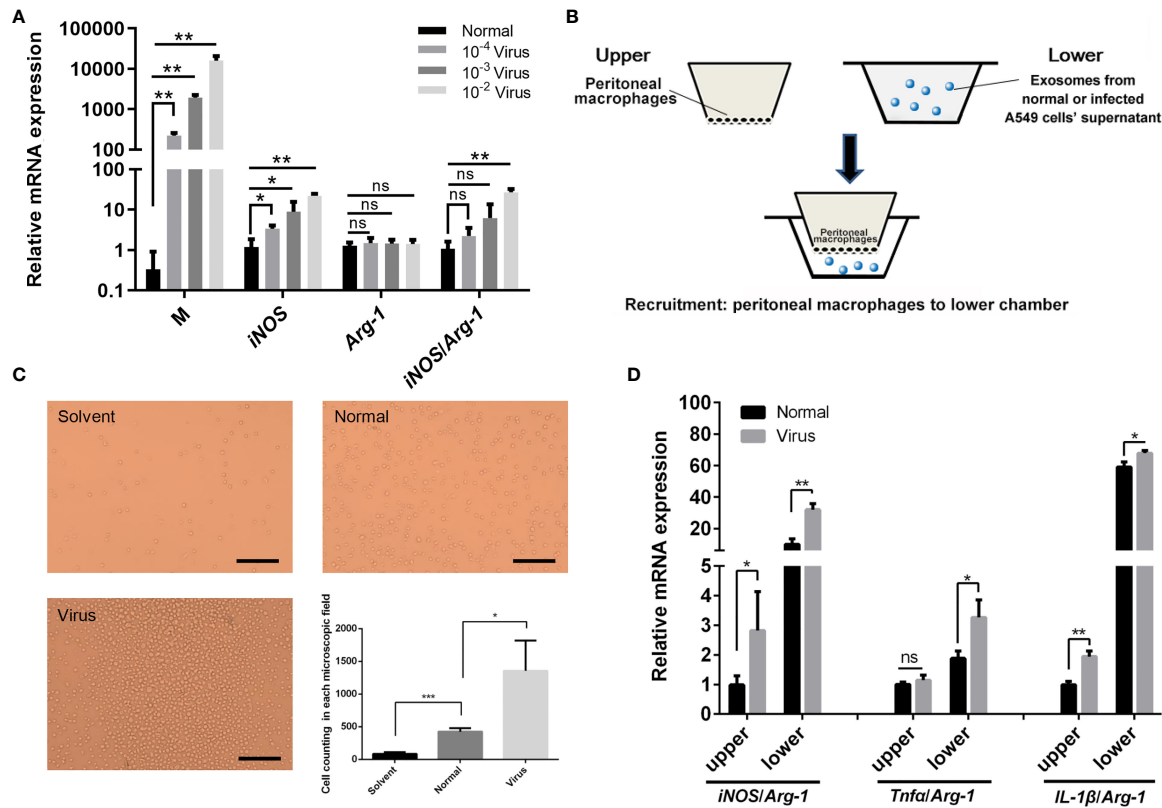 A
Relative mRNA expression
100000
10000
1000
100
100
10
1
0.1
Normal
10-4 Virus
10-3 Virus
10-2 Virus
**
**
**
**
*
*
ns
ns
ns
**
ns
ns
M
iNOS
Arg-1
iNOS/Arg-1
B
Upper
Peritoneal
macrophages
Lower
Exosomes from
normal or infected
A549 cells' supernatant
Peritoneal
macrophages
Recruitment: peritoneal macrophages to lower chamber
C
Solvent
Normal
Virus
Cell counting in each microscopic field
2000
1500
1000
500
0
***
*
Solvent
Normal
Virus
D
Relative mRNA expression
100
80
60
40
20
5
4
3
2
1
0
Normal
Virus
*
**
ns
*
**
*
upper
lower
upper
lower
upper
lower
iNOS/Arg-1
Tnfα/Arg-1
IL-1β/Arg-1